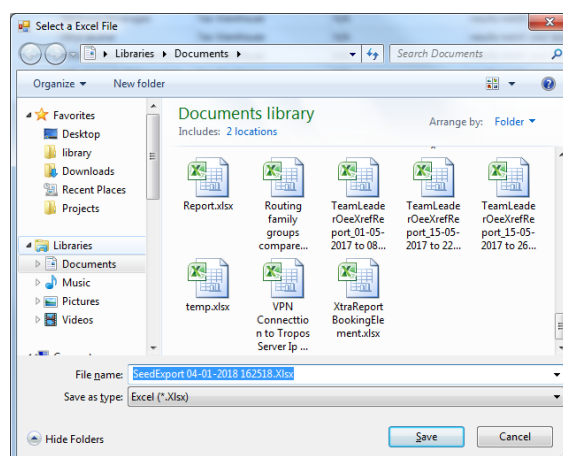 Select a Excel File
Libraries ▸ Documents ▸
Search Documents
Organize ▾ New folder
Favorites
Desktop
library
Downloads
Recent Places
Projects
Libraries
Documents
Music
Pictures
Videos
Documents library
Includes: 2 locations
Arrange by: Folder ▾
Report.xlsx
Routing
family
groups
compare...
TeamLeade
rOeeXrefRe
port_01-05-
2017 to 08...
TeamLeade
rOeeXrefRe
port_15-05-
2017 to 22...
TeamLeade
rOeeXrefRe
port_15-05-
2017 to 26...
temp.xlsx
VPN
Connecttio
n to Tropos
Server Ip ...
XtraReport
BookingEle
ment.xlsx
File name: SeedExport 04-01-2018 162518.Xlsx
Save as type: Excel (*.Xlsx)
Hide Folders
Save
Cancel